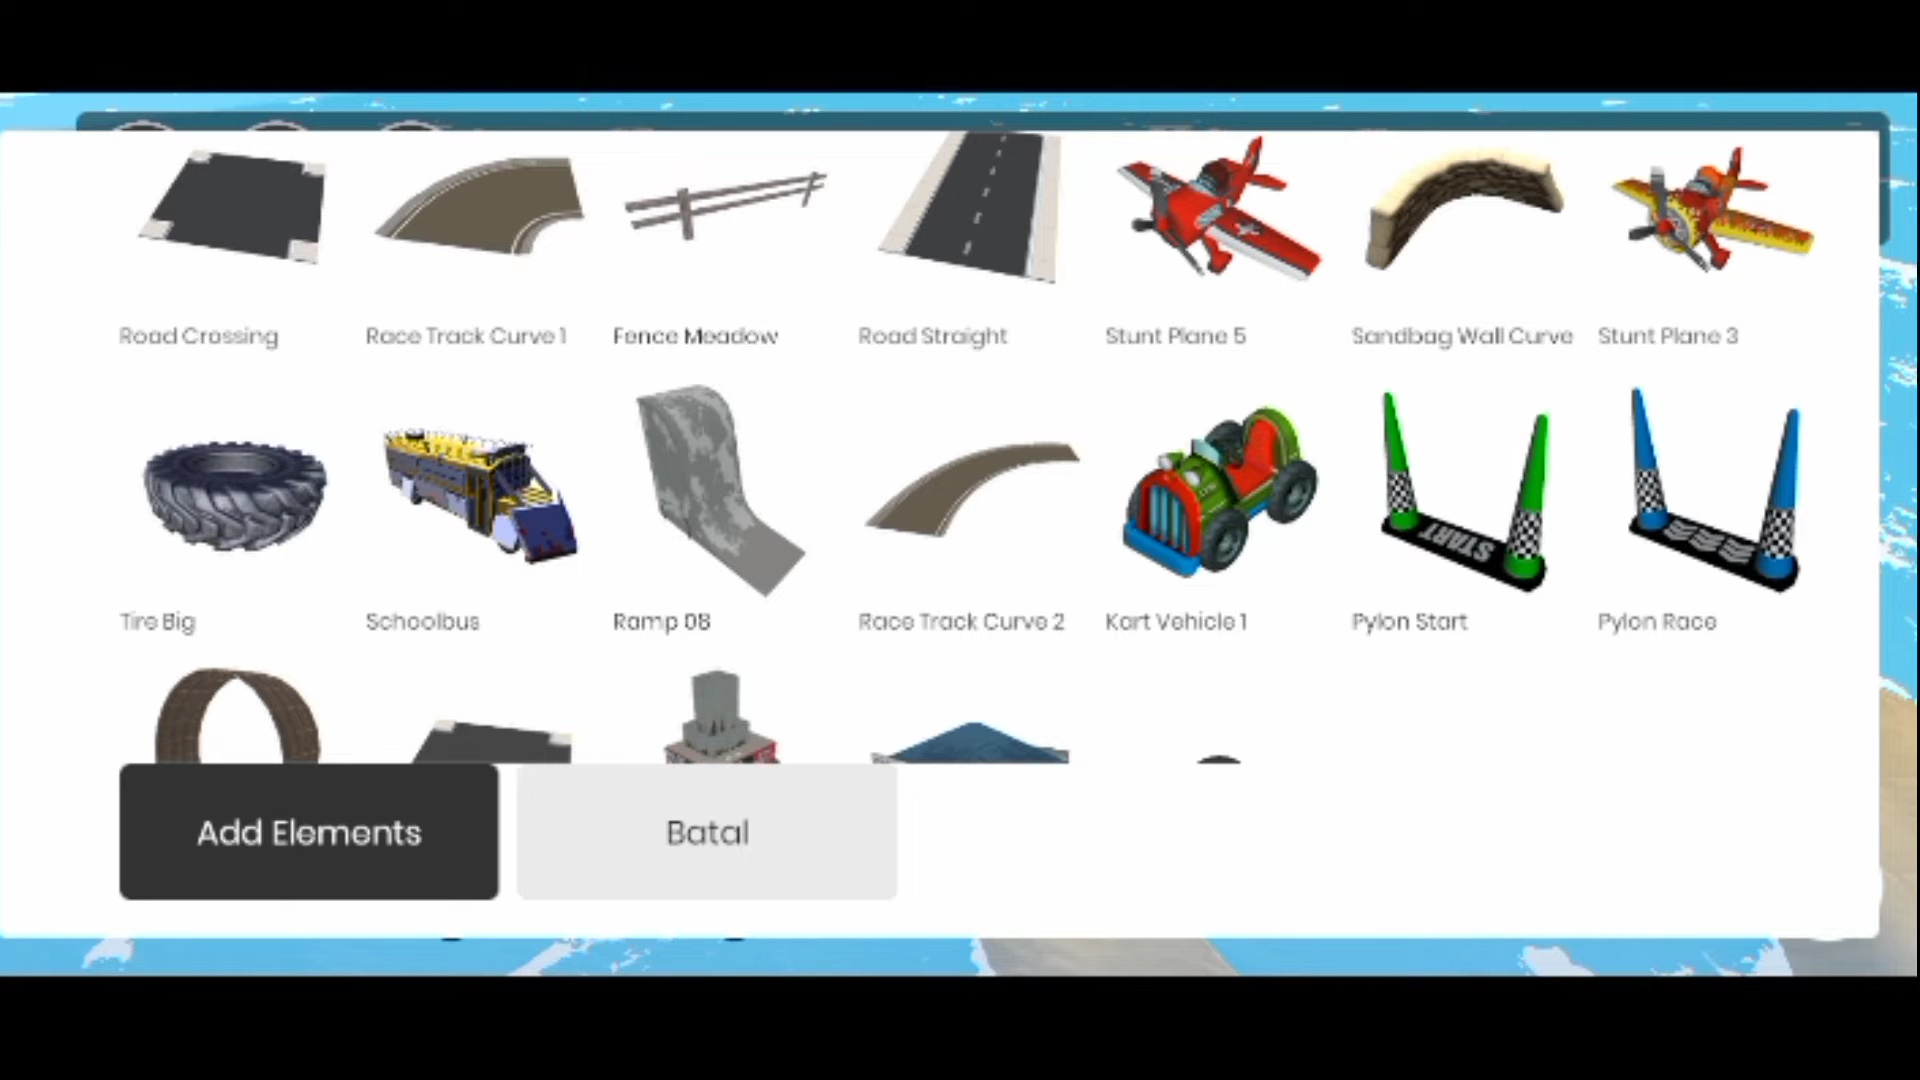 Road Crossing
Race Track Curve 1
Fence Meadow
Road Straight
Stunt Plane 5
Sandbag Wall Curve
Stunt Plane 3
START
Tire Big
Schoolbus
Ramp 08
Race Track Curve 2
Kart Vehicle 1
Pylon Start
Pylon Race
Add Elements
Batal